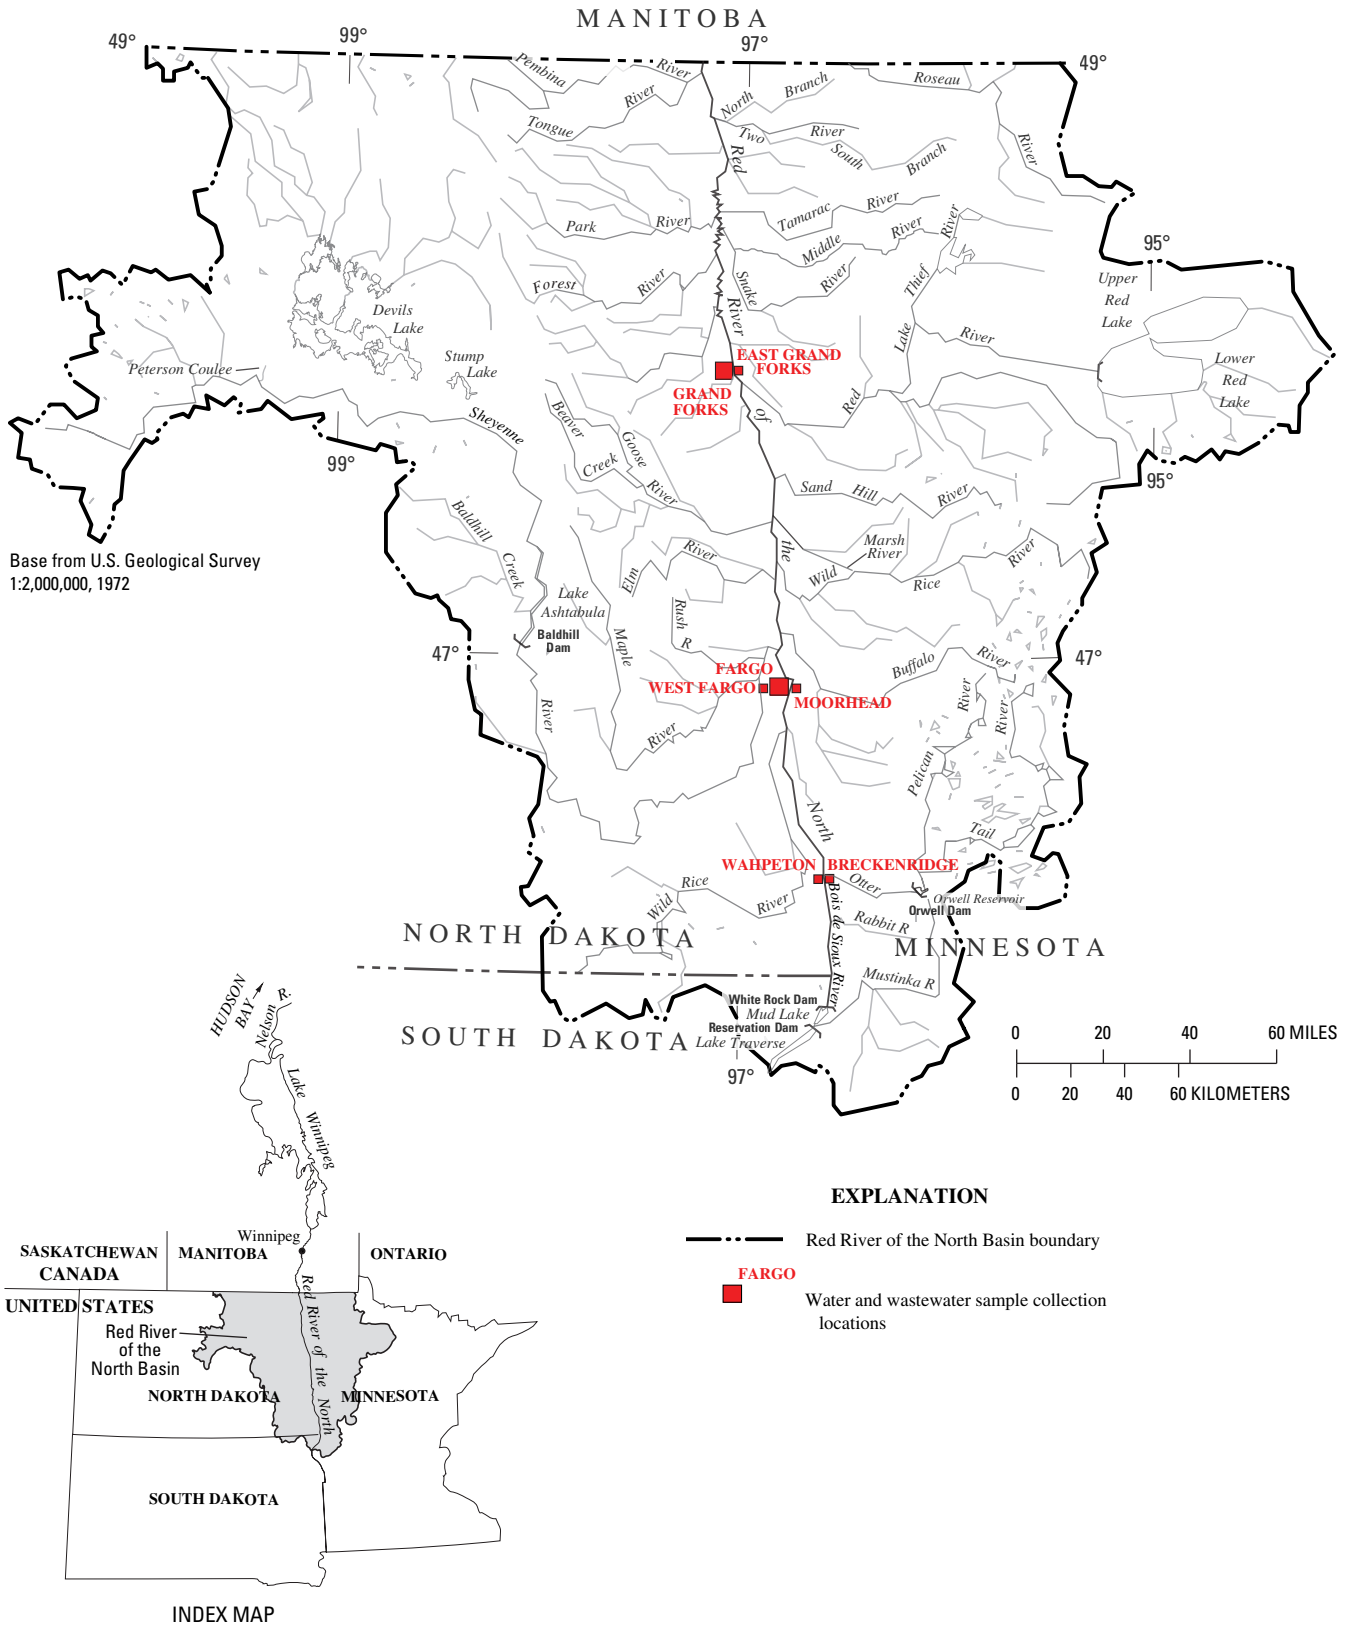 MANITOBA
49°
99°
97°
49°
Pembina
River
River
Tongue
North
Branch
Roseau
River
Two
River
South
Branch
Red
Park
River
Tamarac
River
Middle
River
River
95°
Forest
River
Snake
River
River
Thief
Lake
River
Upper
Red
Lake
Devils
Lake
Stump
Lake
Peterson Coulee
Lower
Red
Lake
EAST GRAND
FORKS
GRAND
FORKS
of
Red
Sheyenne
Beaver
Creek
Goose
River
99°
95°
Sand
Hill
River
Baldhill
Creek
the
Marsh
River
Wild
Rice
River
River
Elm
Base from U.S. Geological Survey
1:2,000,000, 1972
Lake
Ashtabula
Rush
R
Maple
Baldhill
Dam
47°
47°
Buffalo
River
FARGO
WEST FARGO
MOORHEAD
River
River
River
River
Pelican
North
Tail
WAHPETON
BRECKENRIDGE
Otter
Orwell Reservoir
Orwell Dam
Wild
Rice
River
Bois de Sioux River
Rabbit R
NORTH DAKOTA
MINNESOTA
Mustinka R
SOUTH DAKOTA
White Rock Dam
Mud Lake
Reservation Dam
Lake Traverse
97°
0 20 40 60 MILES
0 20 40 60 KILOMETERS
HUDSON
BAY
Nelson R.
Lake
Winnipeg
Winnipeg
SASKATCHEWAN
MANITOBA
ONTARIO
CANADA
UNITED STATES
Red River
of the
North Basin
Red River of the North
NORTH DAKOTA
MINNESOTA
SOUTH DAKOTA
INDEX MAP
EXPLANATION
Red River of the North Basin boundary
FARGO
Water and wastewater sample collection
locations